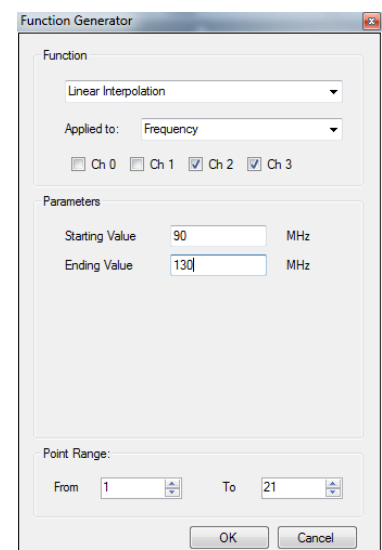 Function Generator
Function
Linear Interpolation
Applied to: Frequency
Ch 0 Ch 1 Ch 2 Ch 3
Parameters
Starting Value 90 MHz
Ending Value 130 MHz
Point Range:
From 1 To 21
OK Cancel